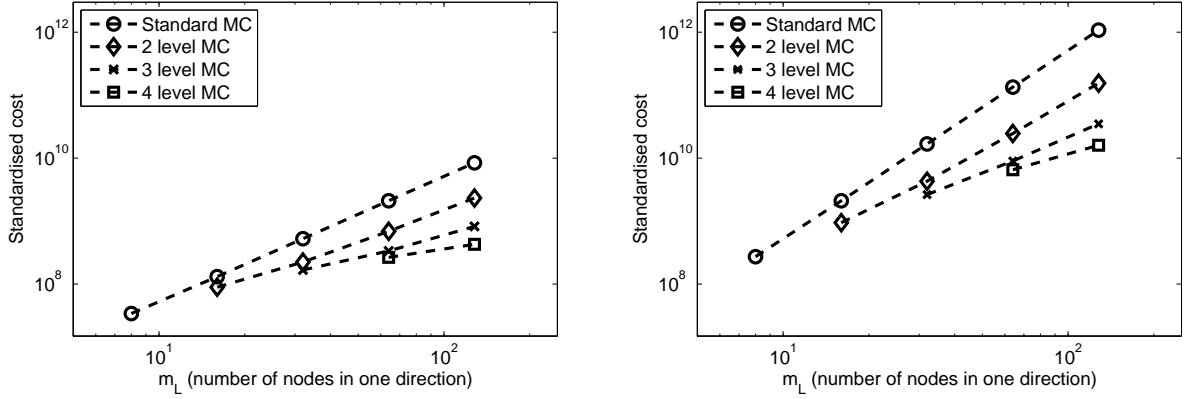 Standard MC
2 level MC
3 level MC
4 level MC
10^12
10^10
10^8
Standardised cost
10^1
10^2
m_L (number of nodes in one direction)
Standard MC
2 level MC
3 level MC
4 level MC
10^12
10^10
10^8
Standardised cost
10^1
10^2
m_L (number of nodes in one direction)